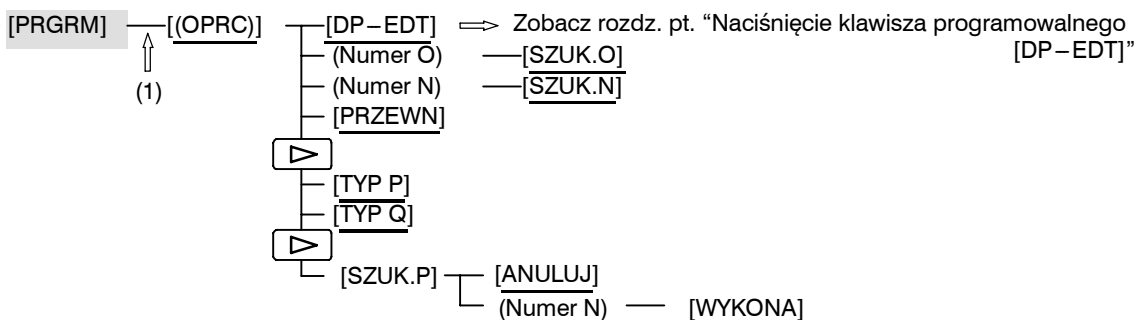 [PRGRM] [(OPRC)] [DP–EDT] Zobacz rozdz. pt. “Naciśnięcie klawisza programowalnego
[DP–EDT]”
(1)
(Numer O) [SZUK.O]
(Numer N) [SZUK.N]
[PRZEWN]
[TYP P]
[TYP Q]
[SZUK.P] [ANULUJ]
(Numer N) [WYKONA]